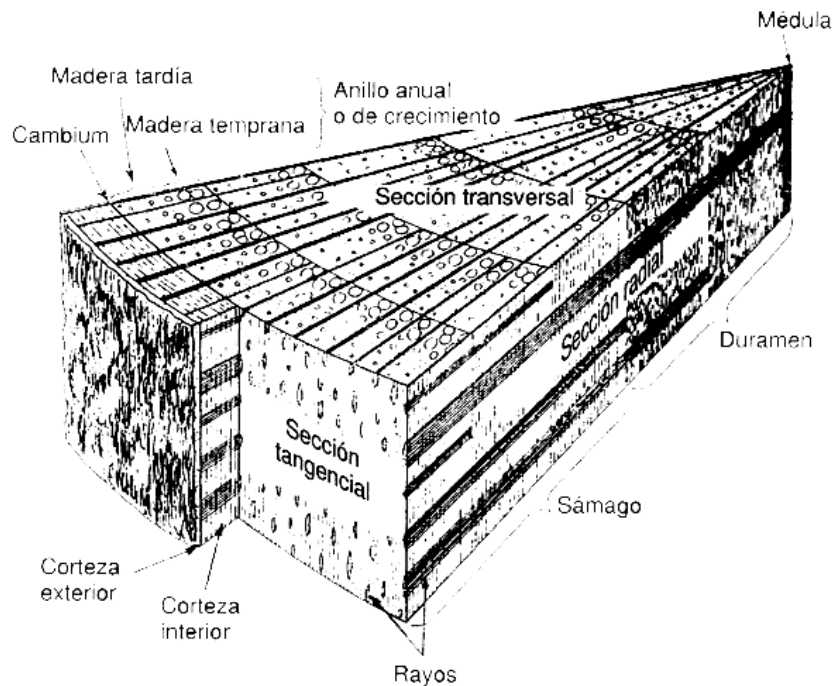 Médula
Madera tardía
Anillo anual
o de crecimiento
Madera temprana
Cambium
Sección transversal
Sección radial
Duramen
Sección
tangencial
Sámago
Corteza
exterior
Corteza
interior
Rayos